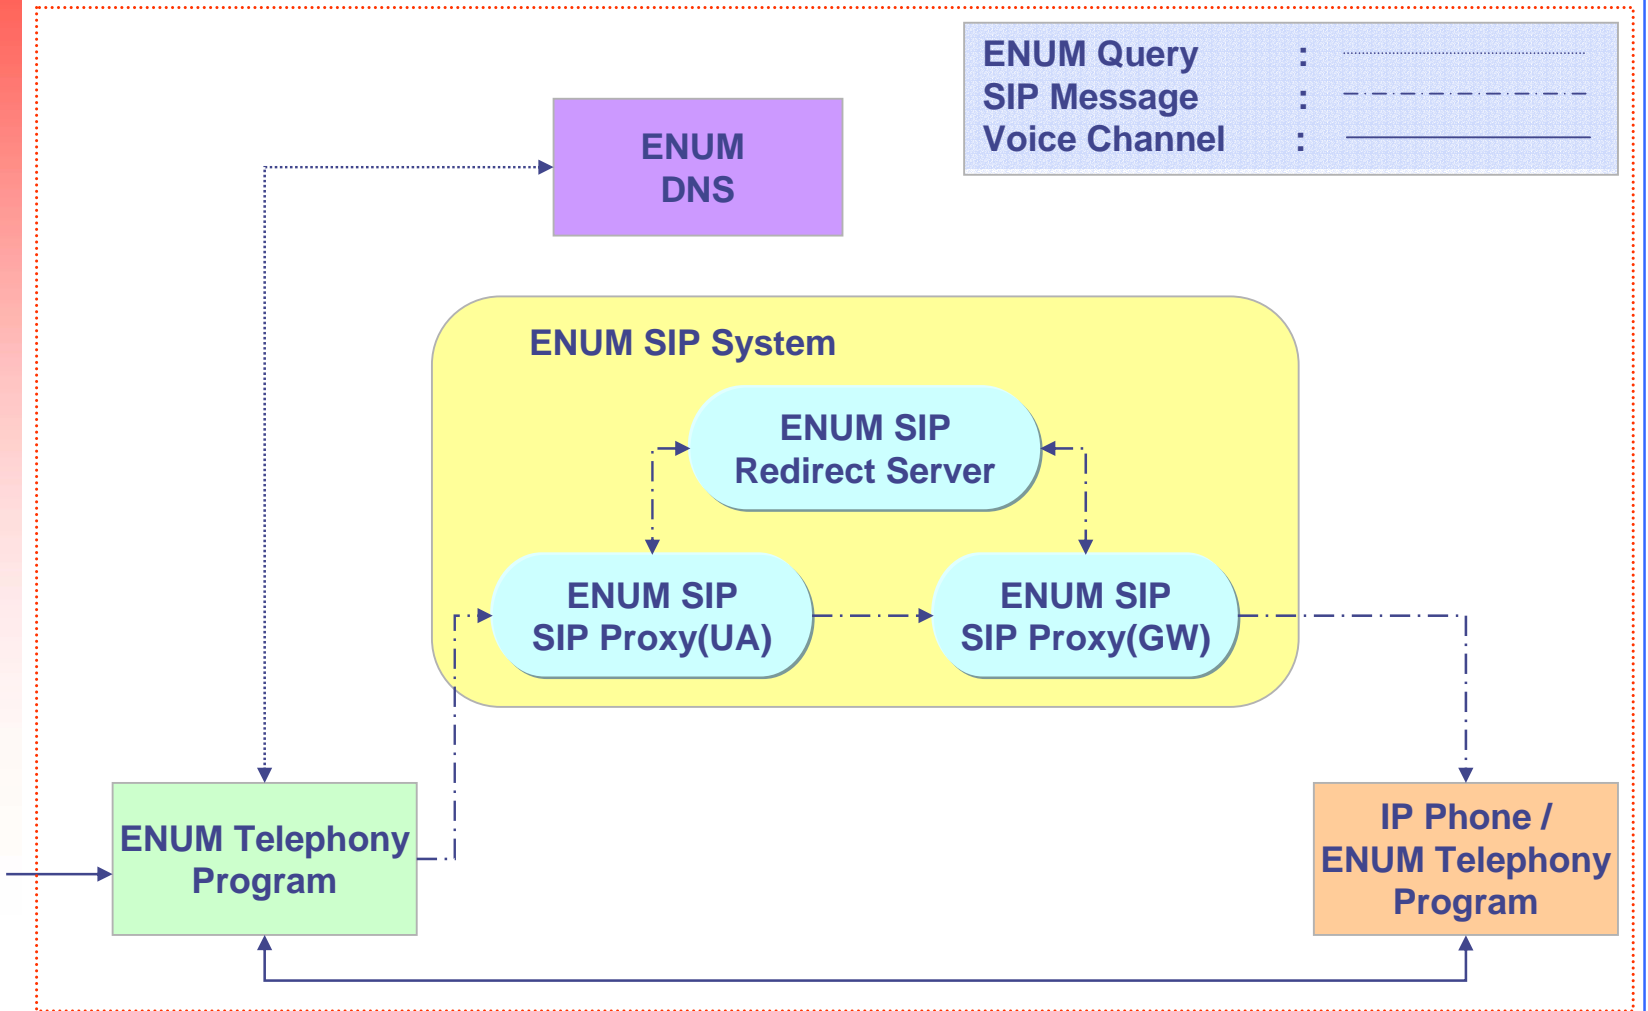 ENUM Query :
SIP Message :
Voice Channel :
ENUM
DNS
ENUM SIP System
ENUM SIP
Redirect Server
ENUM SIP
SIP Proxy(UA)
ENUM SIP
SIP Proxy(GW)
ENUM Telephony
Program
IP Phone /
ENUM Telephony
Program